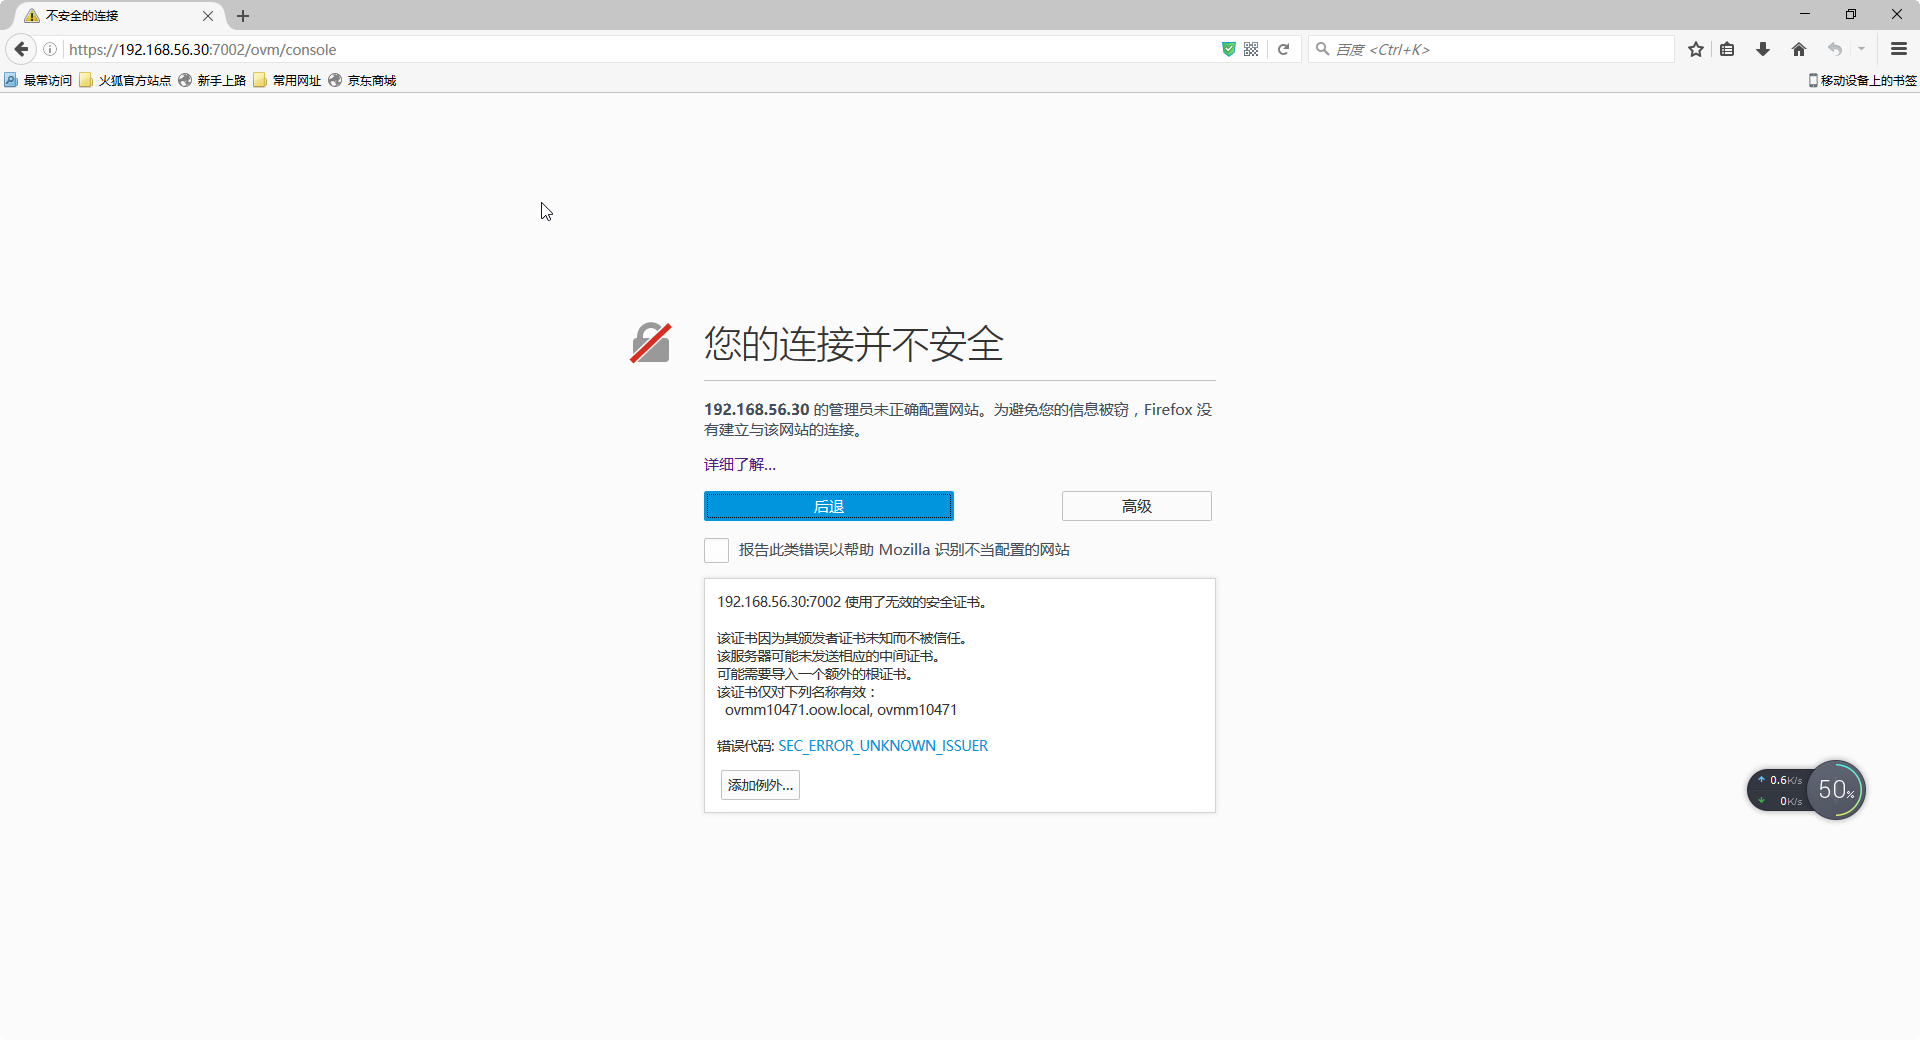 不安全的连接
https://192.168.56.30:7002/ovm/console
百度 <Ctrl+K>
最常访问 火狐官方站点 新手上路 常用网址 京东商城
移动设备上的书签
您的连接并不安全
192.168.56.30 的管理员未正确配置网站。为避免您的信息被窃，Firefox 没
有建立与该网站的连接。
详细了解...
后退
高级
报告此类错误以帮助 Mozilla 识别不当配置的网站
192.168.56.30:7002 使用了无效的安全证书。
该证书因为其颁发者证书未知而不被信任。
该服务器可能未发送相应的中间证书。
可能需要导入一个额外的根证书。
该证书仅对下列名称有效：
ovmm10471.oow.local, ovmm10471
错误代码: SEC_ERROR_UNKNOWN_ISSUER
添加例外...
0.6K/s
0K/s
50%